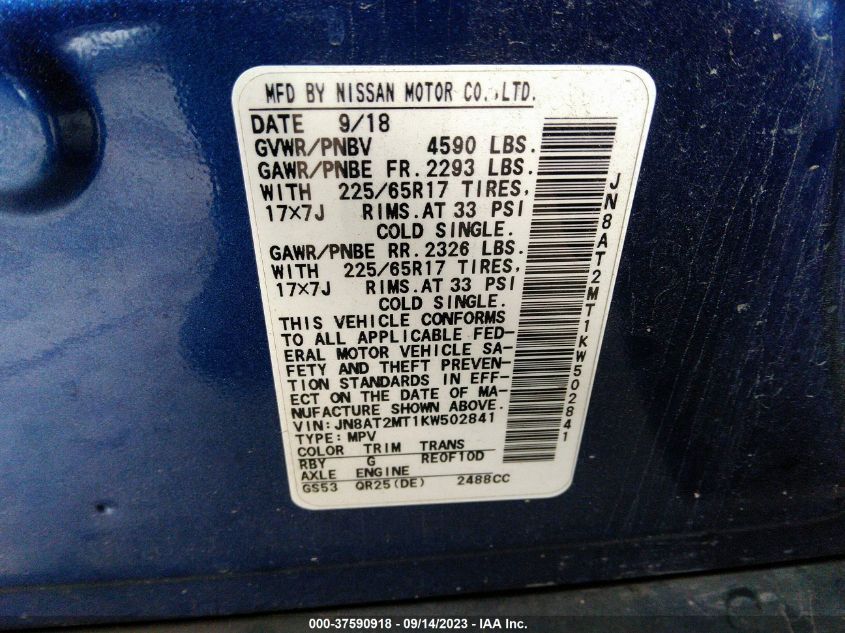 MFD BY NISSAN MOTOR CO.,LTD.
DATE 9/18
GVWR/PNBV 4590 LBS.
GAWR/PNBE FR. 2293 LBS.
WITH 225/65R17 TIRES,
17×7J RIMS.AT 33 PSI
COLD SINGLE.
GAWR/PNBE RR. 2326 LBS.
WITH 225/65R17 TIRES,
17×7J RIMS.AT 33 PSI
COLD SINGLE.
THIS VEHICLE CONFORMS
TO ALL APPLICABLE FED-
ERAL MOTOR VEHICLE SA-
FETY AND THEFT PREVEN-
TION STANDARDS IN EFF-
ECT ON THE DATE OF MA-
NUFACTURE SHOWN ABOVE.
VIN:JN8AT2MT1KW502841
TYPE:MPV
COLOR TRIM TRANS
RBY G RE0F10D
AXLE ENGINE
GS53 QR25(DE) 2488CC
JN8AT2MT1KW502841
000-37590918 - 09/14/2023 - IAA Inc.